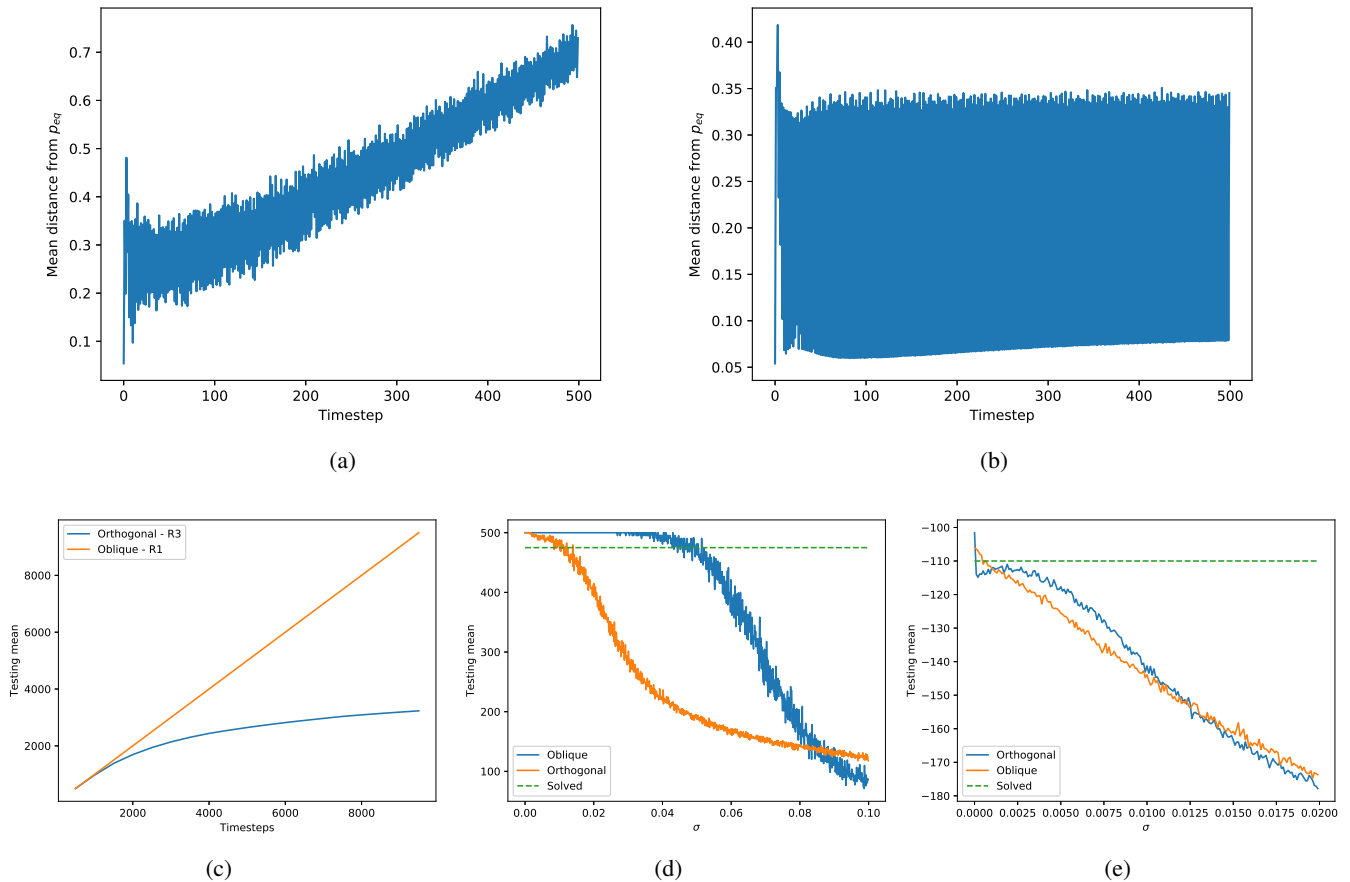 Mean distance from p_eq
0.7
0.6
0.5
0.4
0.3
0.2
0.1
0 100 200 300 400 500
Timestep
(a)
Mean distance from p_eq
0.40
0.35
0.30
0.25
0.20
0.15
0.10
0.05
0 100 200 300 400 500
Timestep
(b)
Testing mean
Orthogonal - R3
Oblique - R1
8000
6000
4000
2000
2000 4000 6000 8000
Timesteps
(c)
Testing mean
500
400
300
200
100
Oblique
Orthogonal
Solved
0.00 0.02 0.04 0.06 0.08 0.10
σ
(d)
Testing mean
−100
−110
−120
−130
−140
−150
−160
−170
−180
Orthogonal
Oblique
Solved
0.0000 0.0025 0.0050 0.0075 0.0100 0.0125 0.0150 0.0175 0.0200
σ
(e)